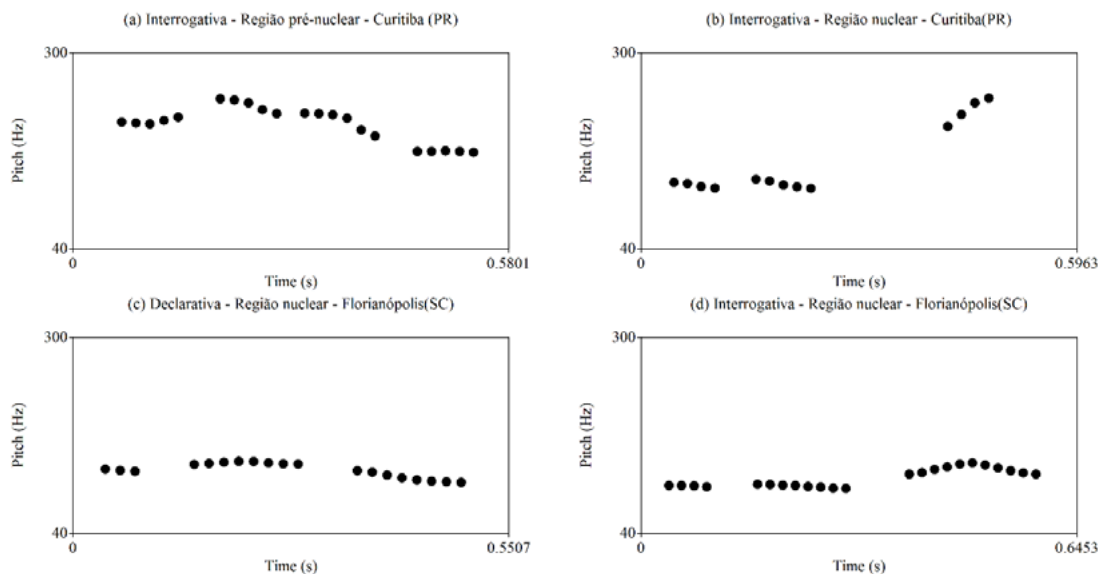 (a) Interrogativa - Região pré-nuclear - Curitiba (PR)
300
Pitch (Hz)
40
0
0.5801
Time (s)
(b) Interrogativa - Região nuclear - Curitiba(PR)
300
Pitch (Hz)
40
0
0.5963
Time (s)
(c) Declarativa - Região nuclear - Florianópolis(SC)
300
Pitch (Hz)
40
0
0.5507
Time (s)
(d) Interrogativa - Região nuclear - Florianópolis(SC)
300
Pitch (Hz)
40
0
0.6453
Time (s)